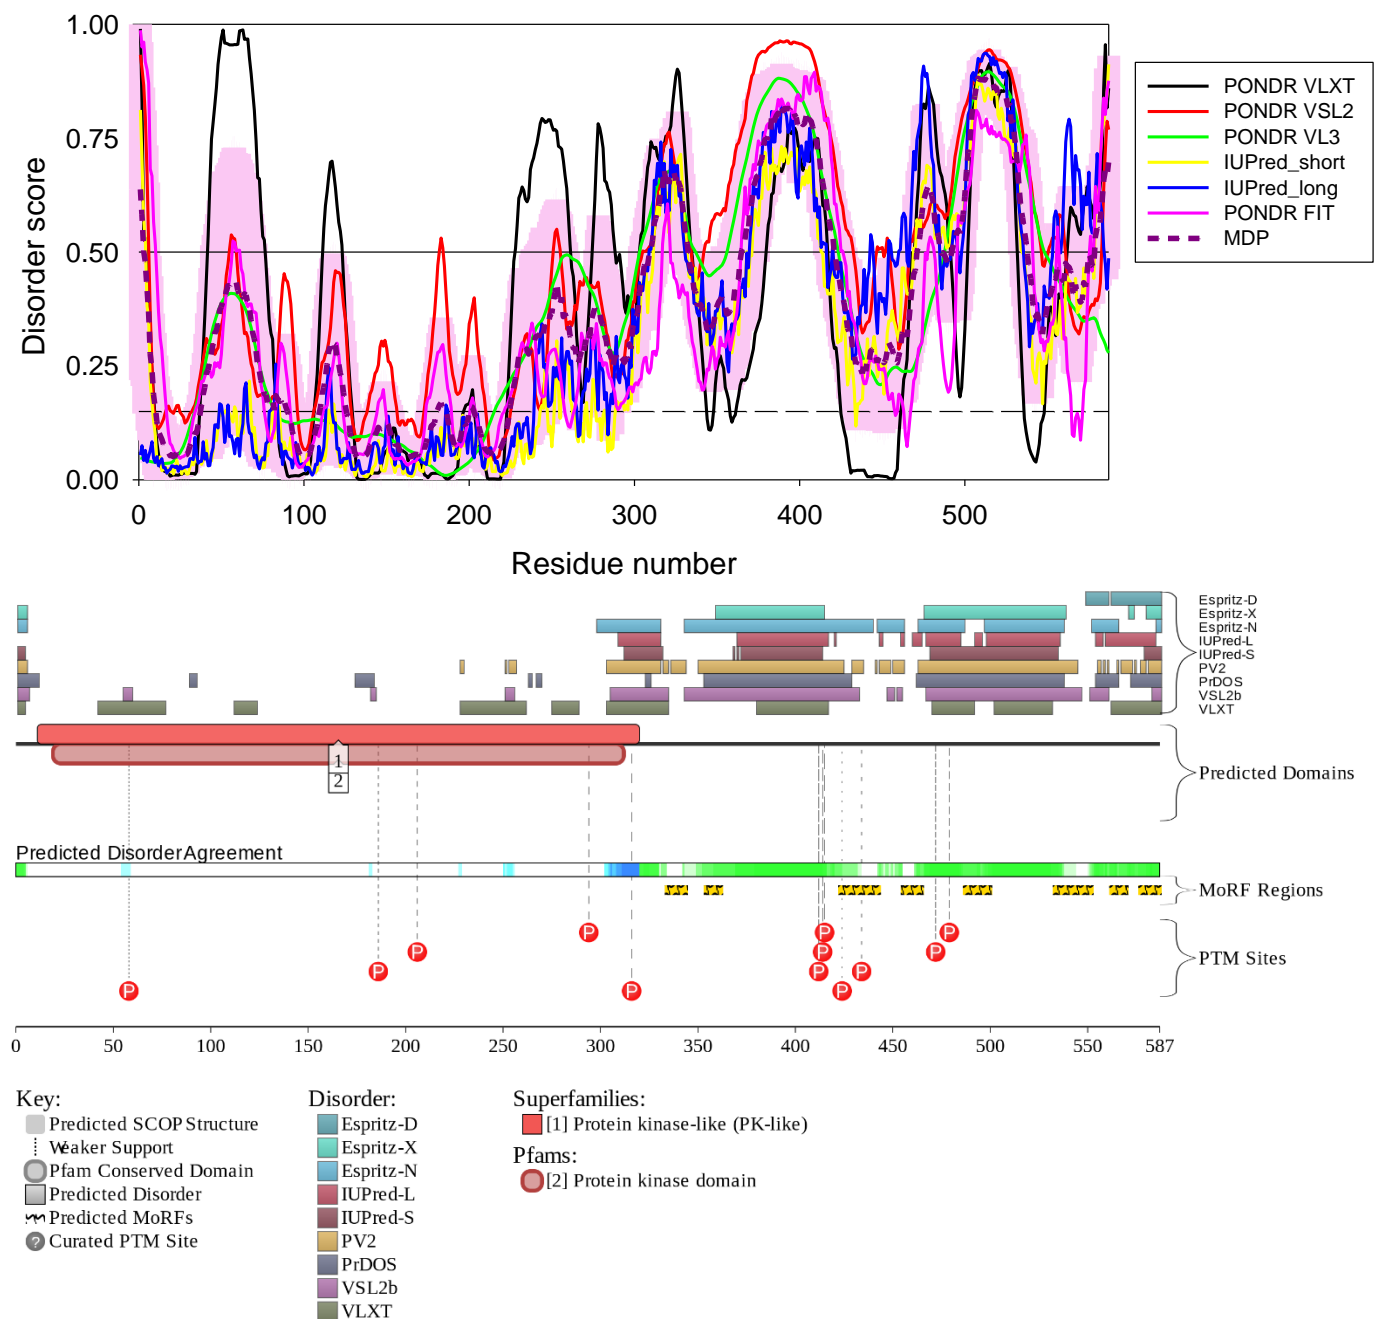 1.00
0.75
0.50
0.25
0.00
Disorder score
0 100 200 300 400 500
Residue number
PONDR VLXT
PONDR VSL2
PONDR VL3
IUPred_short
IUPred_long
PONDR FIT
MDP
Espritz-D
Espritz-X
Espritz-N
IUPred-L
IUPred-S
PV2
PrDOS
VSL2b
VLXT
1
2
Predicted Domains
Predicted Disorder Agreement
MoRF Regions
P P
P P P
P P P
P P P
PTM Sites
0 50 100 150 200 250 300 350 400 450 500 550 587
Key:
Predicted SCOP Structure
Weaker Support
Pfam Conserved Domain
Predicted Disorder
Predicted MoRFs
? Curated PTM Site
Disorder:
Espritz-D
Espritz-X
Espritz-N
IUPred-L
IUPred-S
PV2
PrDOS
VSL2b
VLXT
Superfamilies:
[1] Protein kinase-like (PK-like)
Pfams:
[2] Protein kinase domain